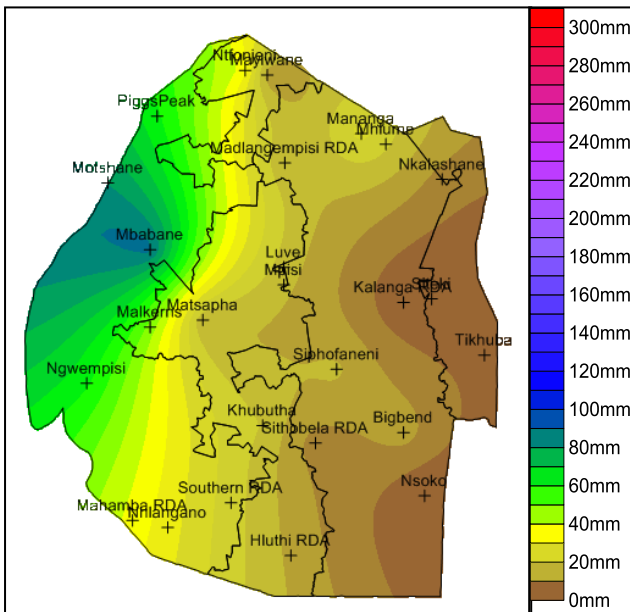 Ntfonjeni
Mayiwane
PiggsPeak
Mananga
Mhlume
Madlangempisi RDA
Nkalashane
Motshane
Mbabane
Luve
Kalanga RDA
Siteki
Malkerns
Matsapha
Tikhuba
Siphofaneni
Ngwempisi
Khubutha
Sithobela RDA
Bigbend
Nsoko
Southern RDA
Mahamba RDA
Nhlangano
Hluthi RDA
300mm
280mm
260mm
240mm
220mm
200mm
180mm
160mm
140mm
120mm
100mm
80mm
60mm
40mm
20mm
0mm